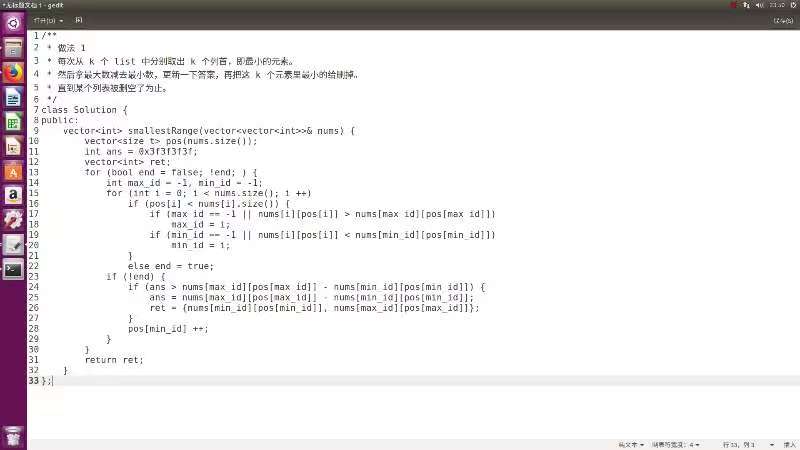 *无标题文档 1 - gedit
23:50
打开(O)
保存(S)
1 /**
2 * 做法 1
3 * 每次从 k 个 list 中分别取出 k 个列首，即最小的元素。
4 * 然后拿最大数减去最小数，更新一下答案，再把这 k 个元素里最小的给删掉。
5 * 直到某个列表被删空了为止。
6 */
7 class Solution {
8 public:
9 vector<int> smallestRange(vector<vector<int>>& nums) {
10 vector<size_t> pos(nums.size());
11 int ans = 0x3f3f3f3f;
12 vector<int> ret;
13 for (bool end = false; !end; ) {
14 int max_id = -1, min_id = -1;
15 for (int i = 0; i < nums.size(); i ++)
16 if (pos[i] < nums[i].size()) {
17 if (max_id == -1 || nums[i][pos[i]] > nums[max_id][pos[max_id]])
18 max_id = i;
19 if (min_id == -1 || nums[i][pos[i]] < nums[min_id][pos[min_id]])
20 min_id = i;
21 }
22 else end = true;
23 if (!end) {
24 if (ans > nums[max_id][pos[max_id]] - nums[min_id][pos[min_id]]) {
25 ans = nums[max_id][pos[max_id]] - nums[min_id][pos[min_id]];
26 ret = {nums[min_id][pos[min_id]], nums[max_id][pos[max_id]]};
27 }
28 pos[min_id] ++;
29 }
30 }
31 return ret;
32 }
33 };
纯文本 制表符宽度：4 行 33，列 3 插入